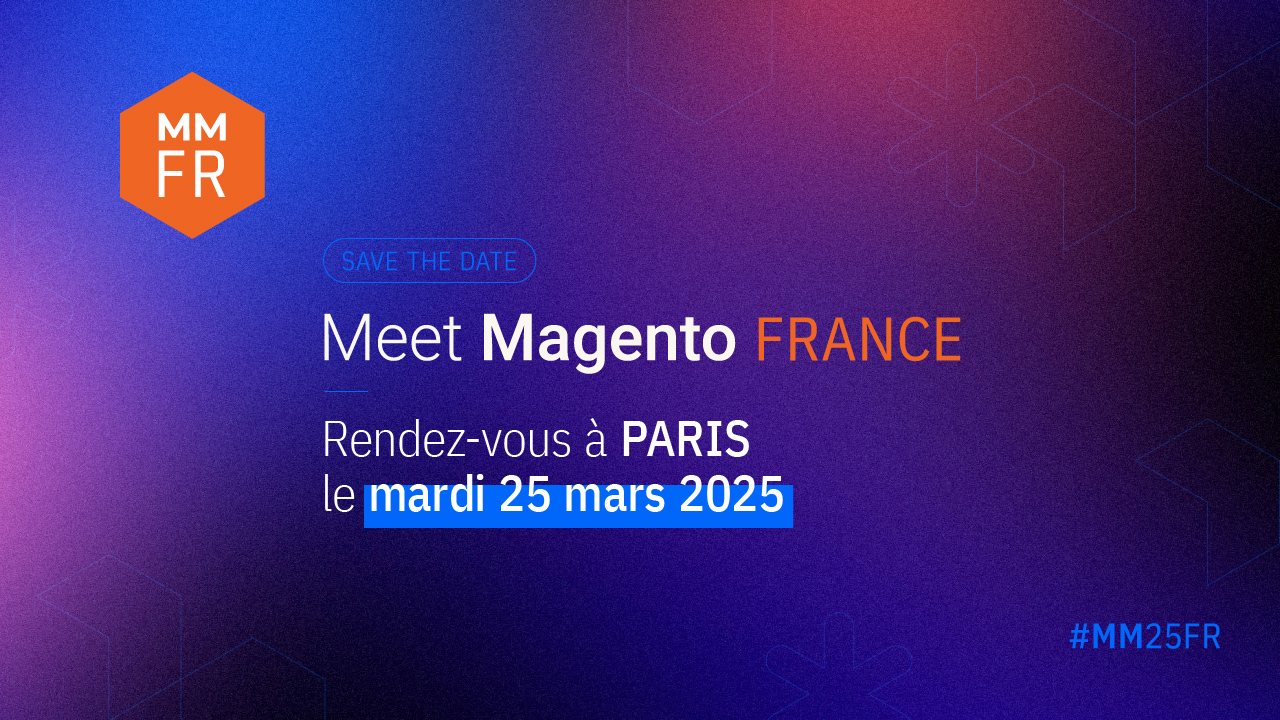 MM
FR
SAVE THE DATE
Meet Magento FRANCE
Rendez-vous à PARIS
le mardi 25 mars 2025
#MM25FR